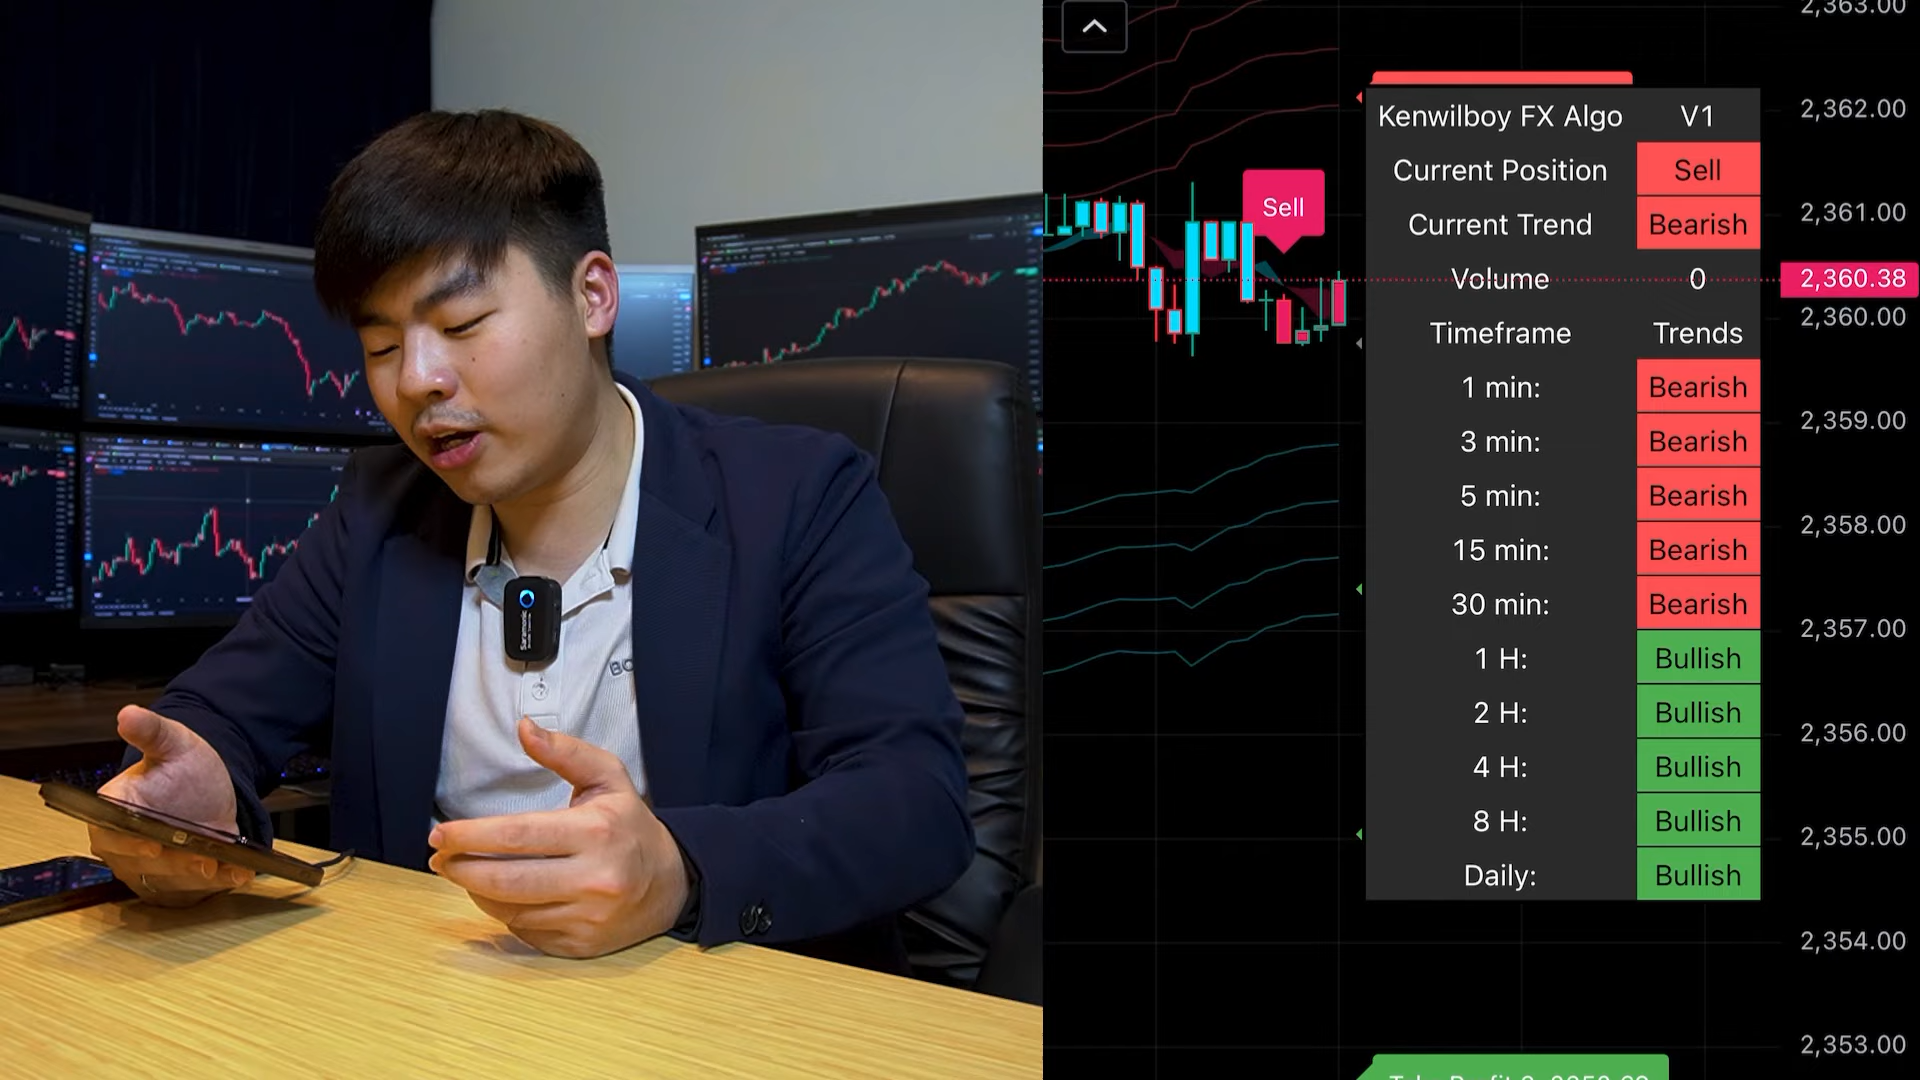 Saramonic
BO
2,363.00
Kenwilboy FX Algo V1
2,362.00
Current Position Sell
Sell
Current Trend Bearish
2,361.00
Volume 0
2,360.38
2,360.00
Timeframe Trends
1 min: Bearish
2,359.00
3 min: Bearish
5 min: Bearish
2,358.00
15 min: Bearish
30 min: Bearish
2,357.00
1 H: Bullish
2 H: Bullish
2,356.00
4 H: Bullish
8 H: Bullish
2,355.00
Daily: Bullish
2,354.00
2,353.00